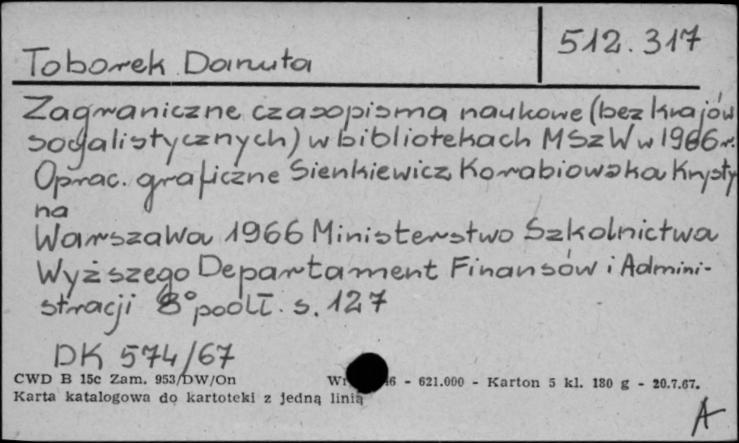 512.317
Toborek Danuta
Zagraniczne czasopisma naukowe (bez krajów
socjalistycznych) w bibliotekach MSzW w 1966 r.
Oprac. graficzne Sienkiewicz, Korabiowska Krysty
na
Warszawa 1966 Ministerstwo Szkolnictwa
Wyższego Departament Finansów i Admini-
stracji 8° s. 127
DK 574/67
CWD B 15c Zam. 953/DW/On 6 - 621.000 - Karton 5 kl. 180 g - 20.7.67.
Karta katalogowa do kartoteki z jedną linią
A